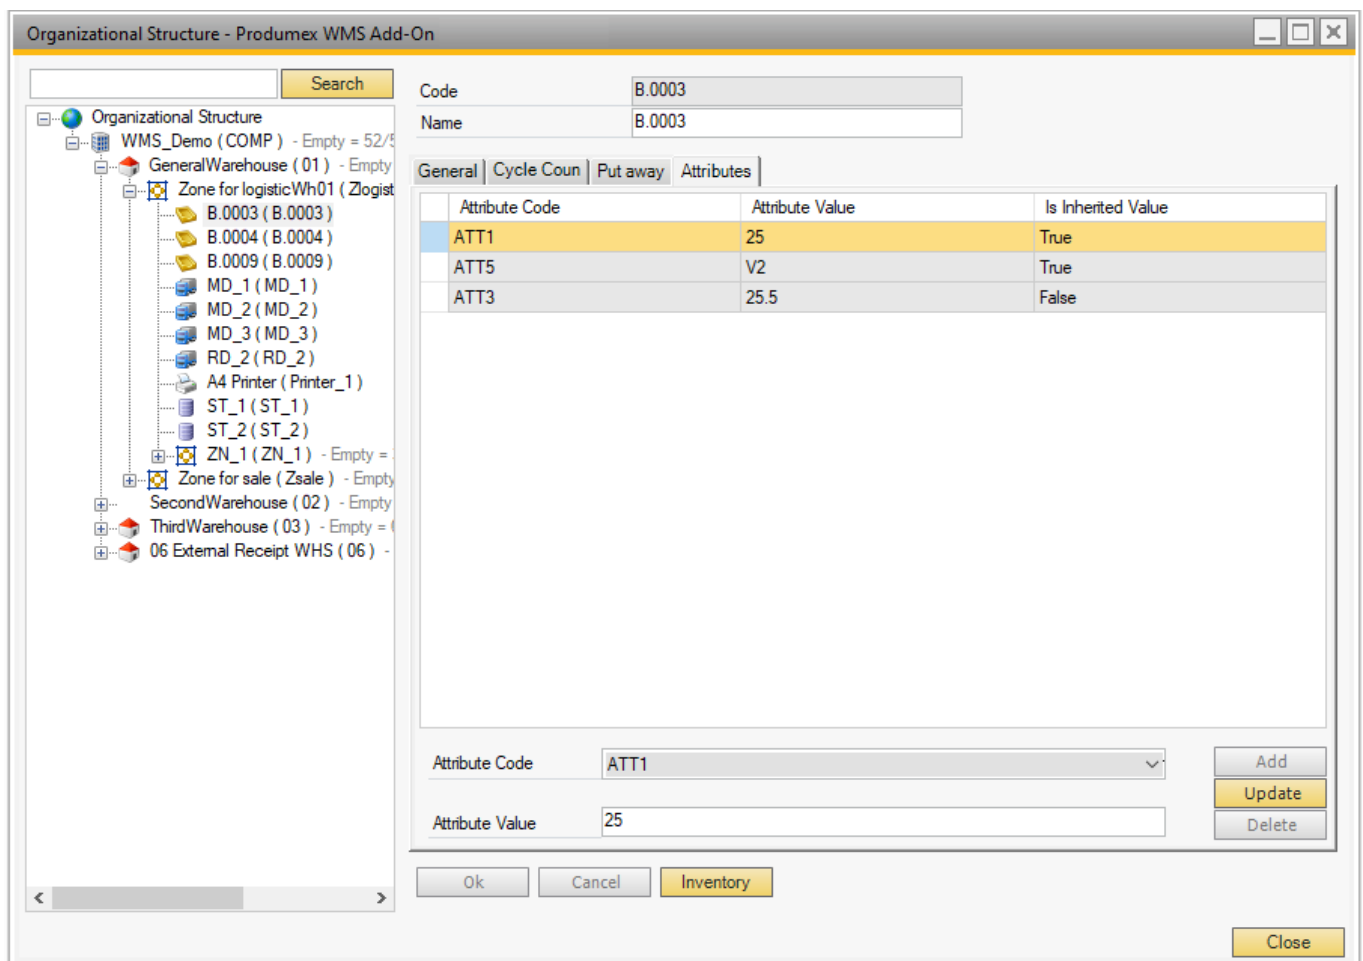 Organizational Structure - Produmex WMS Add-On
Search
Organizational Structure
WMS_Demo ( COMP ) - Empty = 52/5
GeneralWarehouse ( 01 ) - Empty
Zone for logisticWh01 ( Zlogist
B.0003 ( B.0003 )
B.0004 ( B.0004 )
B.0009 ( B.0009 )
MD_1 ( MD_1 )
MD_2 ( MD_2 )
MD_3 ( MD_3 )
RD_2 ( RD_2 )
A4 Printer ( Printer_1 )
ST_1 ( ST_1 )
ST_2 ( ST_2 )
ZN_1 ( ZN_1 ) - Empty =
Zone for sale ( Zsale ) - Empty
SecondWarehouse ( 02 ) - Empty
ThirdWarehouse ( 03 ) - Empty =
06 External Receipt WHS ( 06 ) -
Code B.0003
Name B.0003
General Cycle Coun Put away Attributes
Attribute Code Attribute Value Is Inherited Value
ATT1 25 True
ATT5 V2 True
ATT3 25.5 False
Attribute Code ATT1
Add
Update
Attribute Value 25
Delete
Ok Cancel Inventory
Close